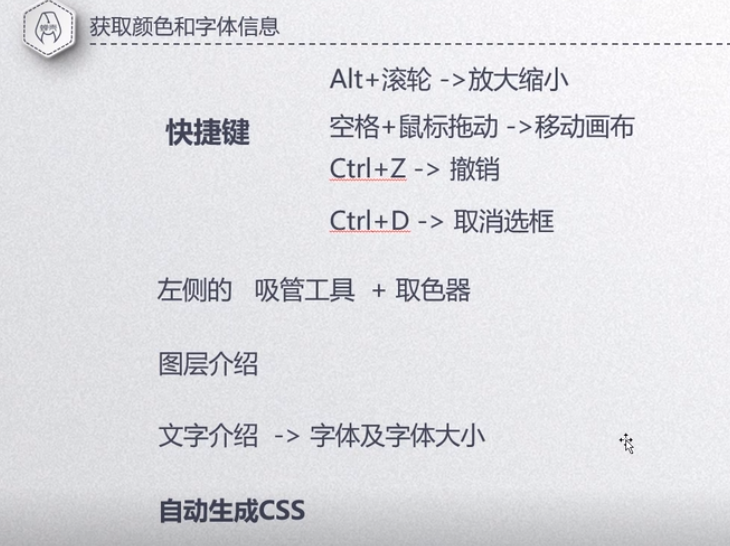 获取颜色和字体信息
Alt+滚轮 ->放大缩小
快捷键
空格+鼠标拖动 ->移动画布
Ctrl+Z -> 撤销
Ctrl+D -> 取消选框
左侧的 吸管工具 + 取色器
图层介绍
文字介绍 -> 字体及字体大小
自动生成CSS